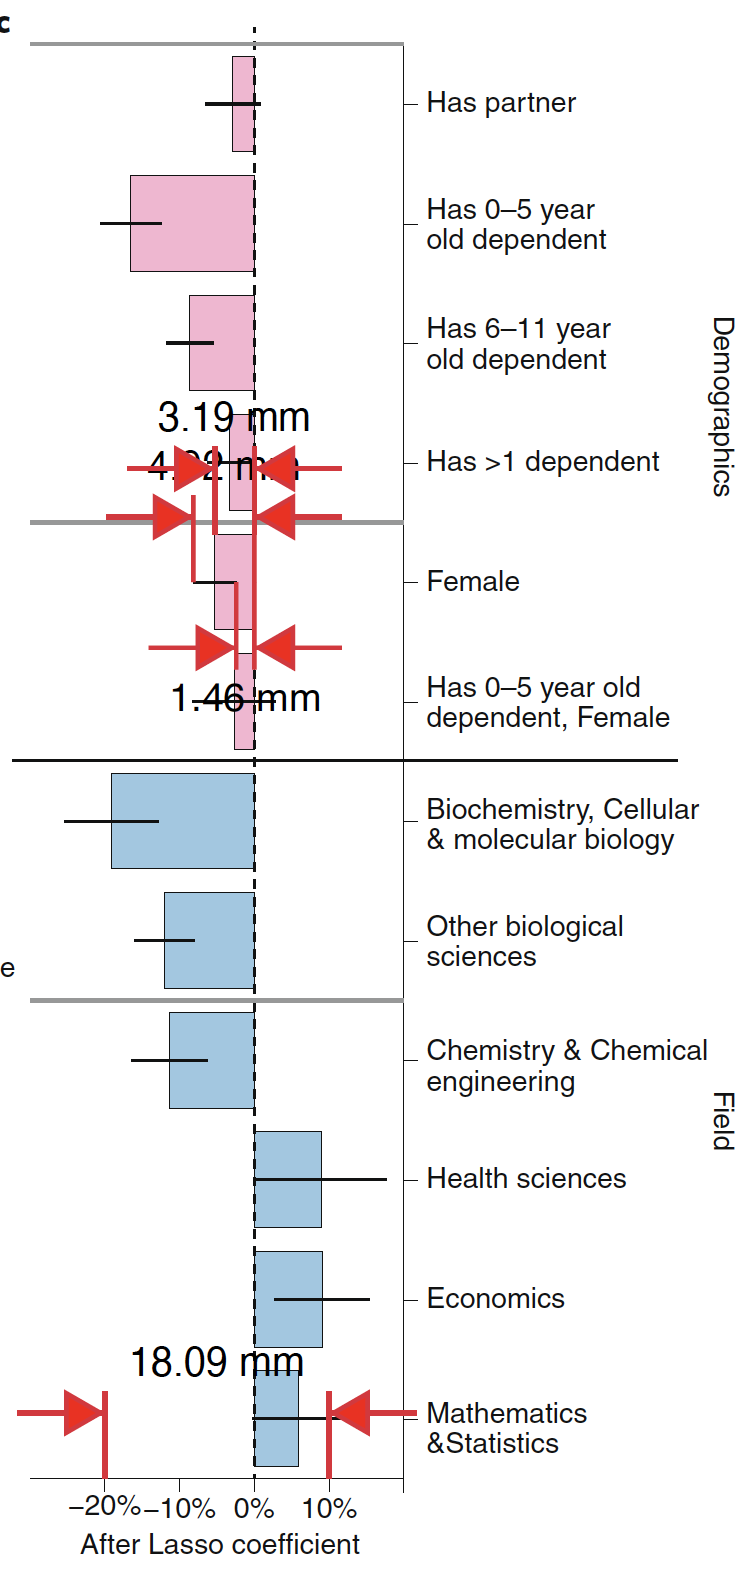 c
Has partner
Has 0–5 year
old dependent
Has 6–11 year
old dependent
Demographics
3.19 mm
mm
Has >1 dependent
Female
1.46 mm
Has 0–5 year old
dependent, Female
Biochemistry, Cellular
& molecular biology
Other biological
sciences
e
Chemistry & Chemical
engineering
Field
Health sciences
Economics
18.09 mm
Mathematics
&Statistics
−20% −10% 0% 10%
After Lasso coefficient